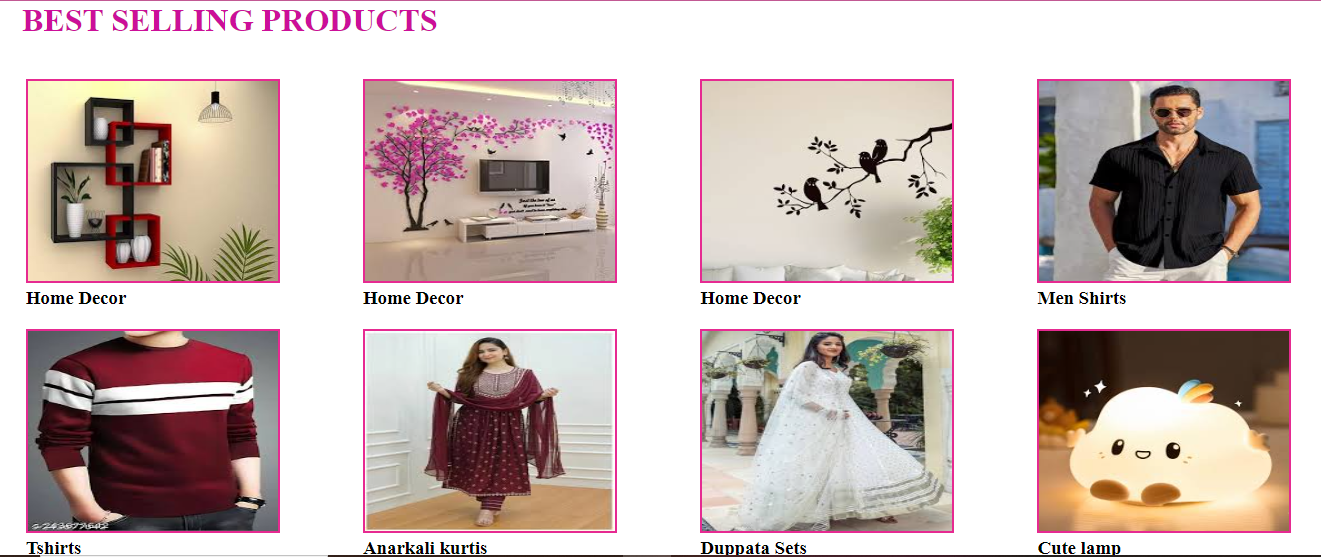 BEST SELLING PRODUCTS
Home Decor
Home Decor
Home Decor
Men Shirts
Tshirts
Anarkali kurtis
Duppata Sets
Cute lamp